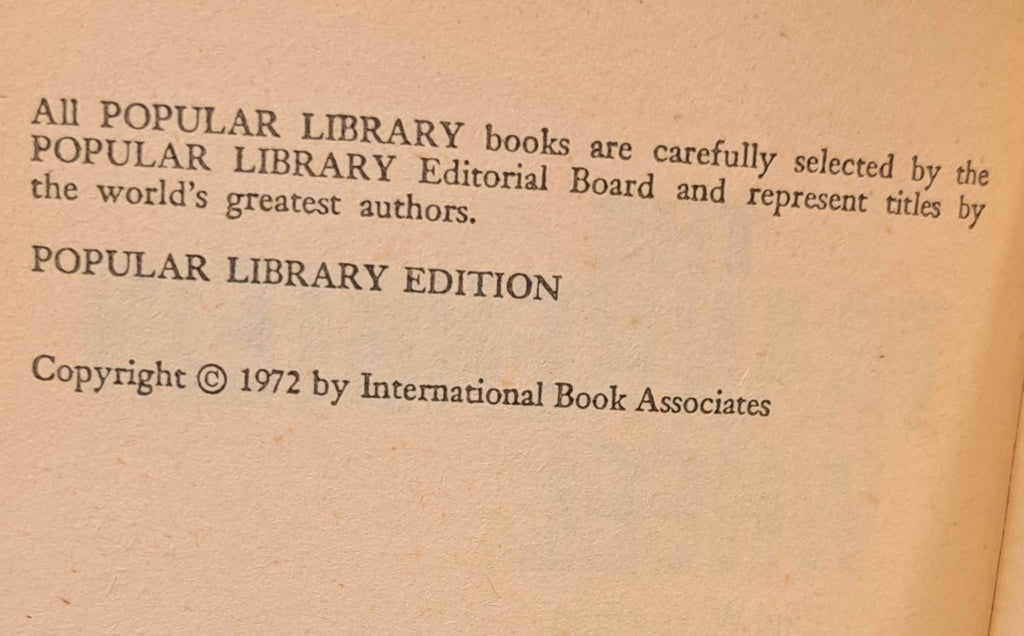 All POPULAR LIBRARY books are carefully selected by the
POPULAR LIBRARY Editorial Board and represent titles by
the world's greatest authors.
POPULAR LIBRARY EDITION
Copyright © 1972 by International Book Associates